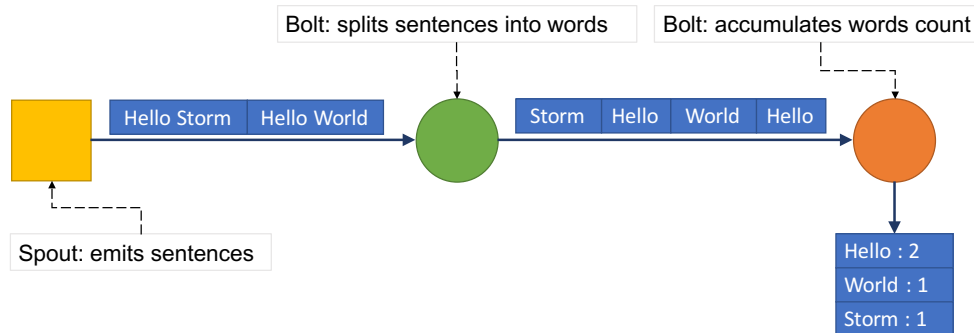 Bolt: splits sentences into words
Bolt: accumulates words count
Hello Storm
Hello World
Storm
Hello
World
Hello
Spout: emits sentences
Hello : 2
World : 1
Storm : 1